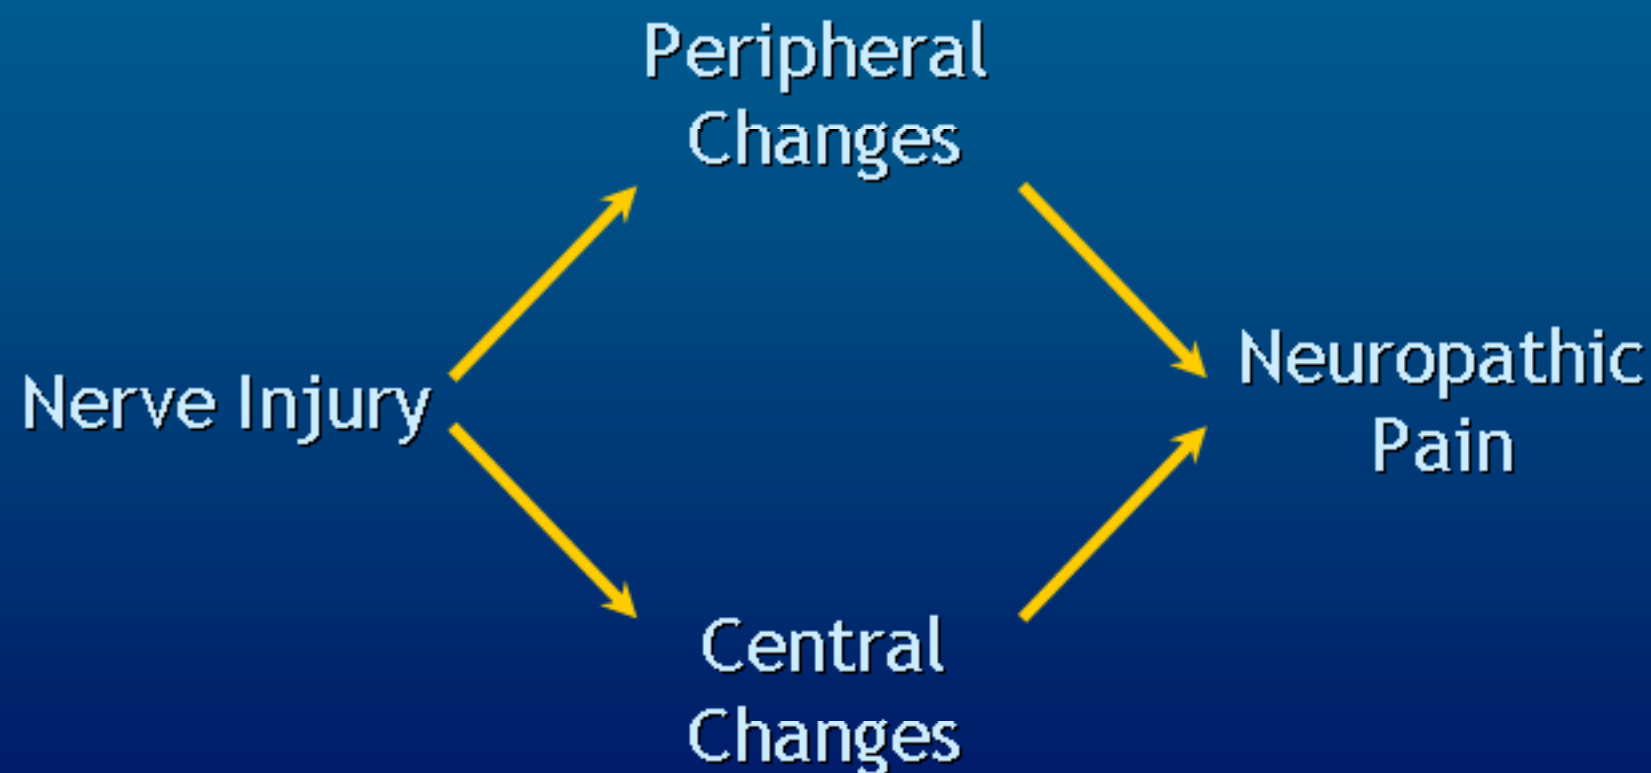 Peripheral
Changes
Nerve Injury
Neuropathic
Pain
Central
Changes